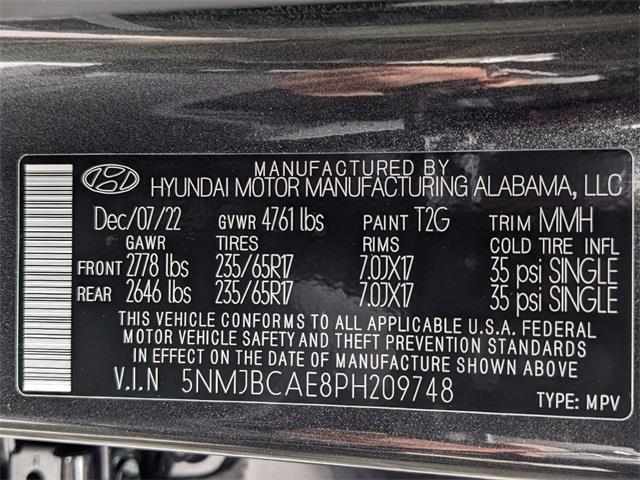 MANUFACTURED BY
HYUNDAI MOTOR MANUFACTURING ALABAMA, LLC
Dec/07/22 GVWR 4761 lbs PAINT T2G TRIM MMH
GAWR TIRES RIMS COLD TIRE INFL
FRONT 2778 lbs 235/65R17 7.0JX17 35 psi SINGLE
REAR 2646 lbs 235/65R17 7.0JX17 35 psi SINGLE
THIS VEHICLE CONFORMS TO ALL APPLICABLE U.S.A. FEDERAL
MOTOR VEHICLE SAFETY AND THEFT PREVENTION STANDARDS
IN EFFECT ON THE DATE OF MANUFACTURE SHOWN ABOVE
V.I.N 5NMJBCAE8PH209748
TYPE: MPV